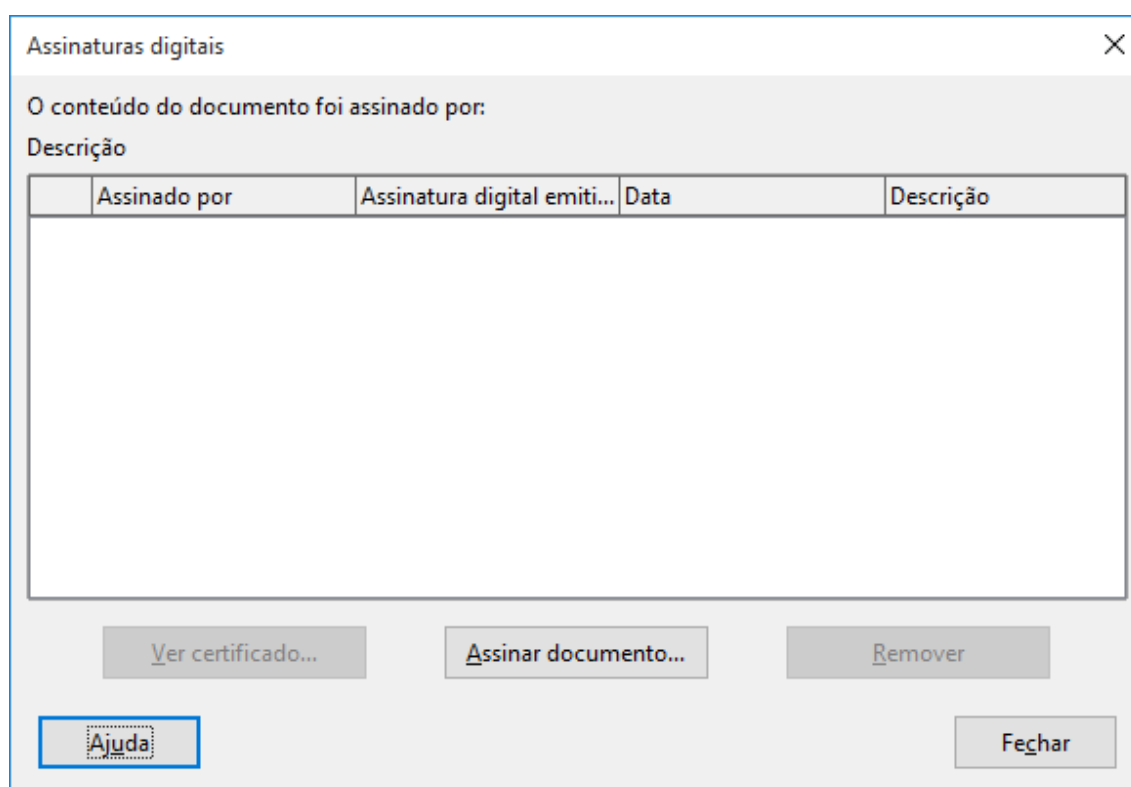 Assinaturas digitais
O conteúdo do documento foi assinado por:
Descrição
Assinado por Assinatura digital emiti... Data Descrição
Ver certificado... Assinar documento... Remover
Ajuda Fechar